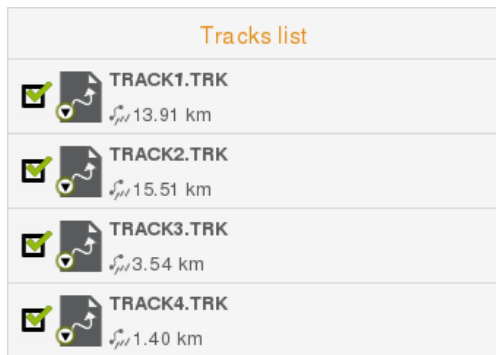 Tracks list
TRACK1.TRK
13.91 km
TRACK2.TRK
15.51 km
TRACK3.TRK
3.54 km
TRACK4.TRK
1.40 km